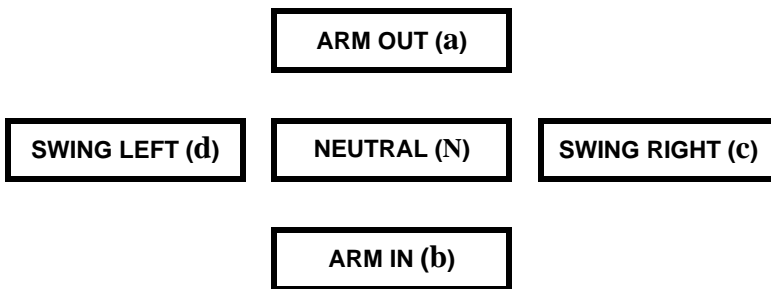 ARM OUT (a)
SWING LEFT (d) NEUTRAL (N) SWING RIGHT (c)
ARM IN (b)